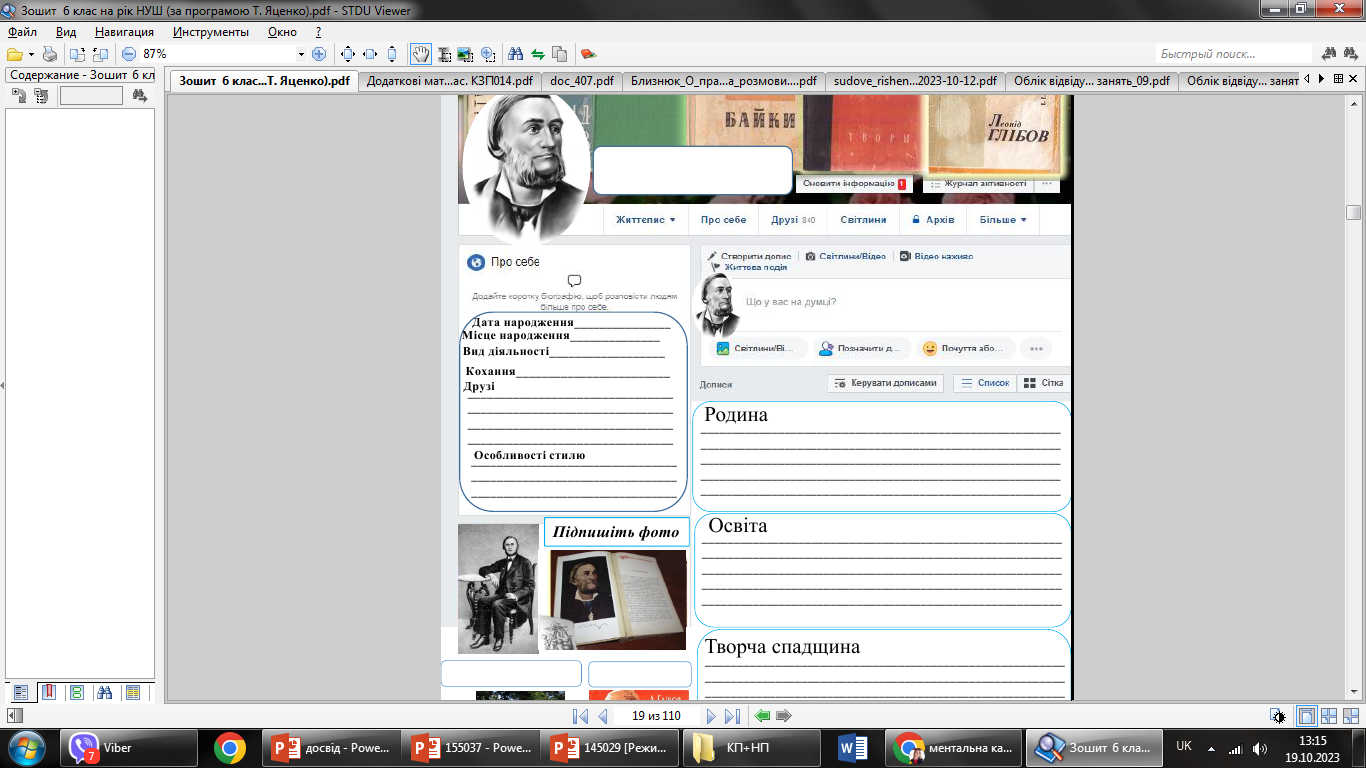 Зошит 6 клас на рік НУШ (за програмою Т. Яценко).pdf - STDU Viewer
Файл Вид Навигация Инструменты Окно ?
87%
Быстрый поиск...
Содержание - Зошит 6 кл
Зошит 6 клас...Т. Яценко).pdf
Додаткові мат...ас. КЗП014.pdf
doc_407.pdf
Близнюк_О_пра...а_розмови....pdf
sudove_rishen...2023-10-12.pdf
Облік відвіду... занять_09.pdf
Облік відвіду... занят
БАЙКИ
ТВОРИ
Леонід
ГЛІБОВ
Оновити інформацію 1
Журнал активності
...
Життєпис
Про себе
Друзі 840
Світлини
Архів
Більше
Про себе
Додайте коротку біографію, щоб розповісти людям
більше про себе.
Дата народження_______________
Місце народження______________
Вид діяльності__________________
Кохання________________________
Друзі
Особливості стилю
Підпишіть фото
Створити допис
Світлини/Відео
Відео наживо
Життєва подія
Що у вас на думці?
Світлини/Ві...
Позначити д...
Почуття або...
...
Дописи
Керувати дописами
Список
Сітка
Родина
Освіта
Творча спадщина
Л.Глібов
19 из 110
Viber
7
досвід - Powe...
155037 - Powe...
145029 [Режи...
КП+НП
ментальна ка...
Зошит 6 кла...
UK
13:15
19.10.2023